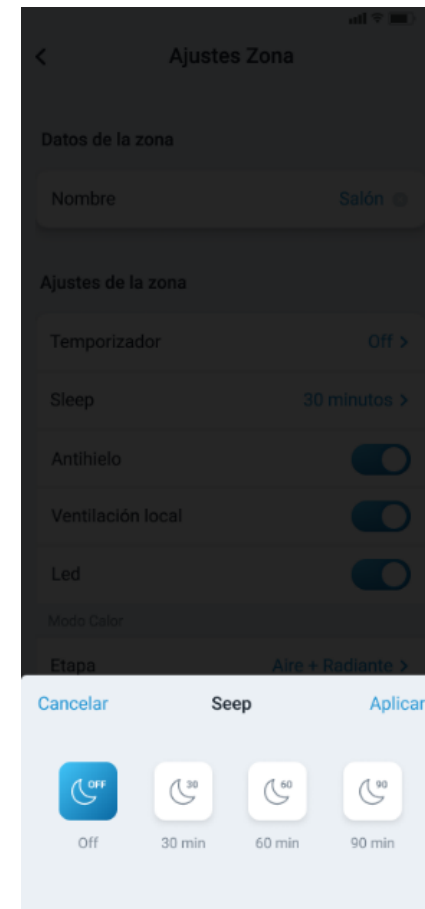 Ajustes Zona
Datos de la zona
Nombre Salón
Ajustes de la zona
Temporizador Off >
Sleep 30 minutos >
Antihielo
Ventilación local
Led
Modo Calor
Etapa Aire + Radiante >
Cancelar Seep Aplicar
OFF 30 60 90
Off 30 min 60 min 90 min